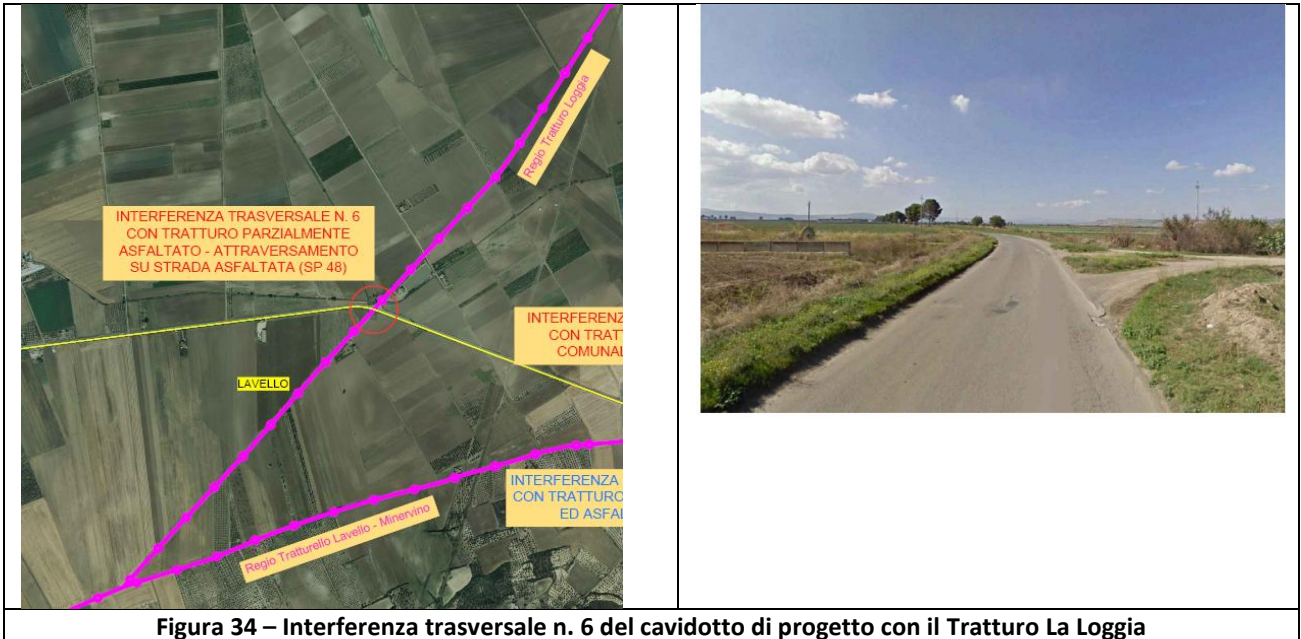 Regio Tratturo Loggia
INTERFERENZA TRASVERSALE N. 6
CON TRATTURO PARZIALMENTE
ASFALTATO - ATTRAVERSAMENTO
SU STRADA ASFALTATA (SP 48)
INTERFERENZ
CON TRATT
COMUNAL
LAVELLO
INTERFERENZA
CON TRATTURO
ED ASFAL
Regio Tratturello Lavello - Minervino
Figura 34 – Interferenza trasversale n. 6 del cavidotto di progetto con il Tratturo La Loggia